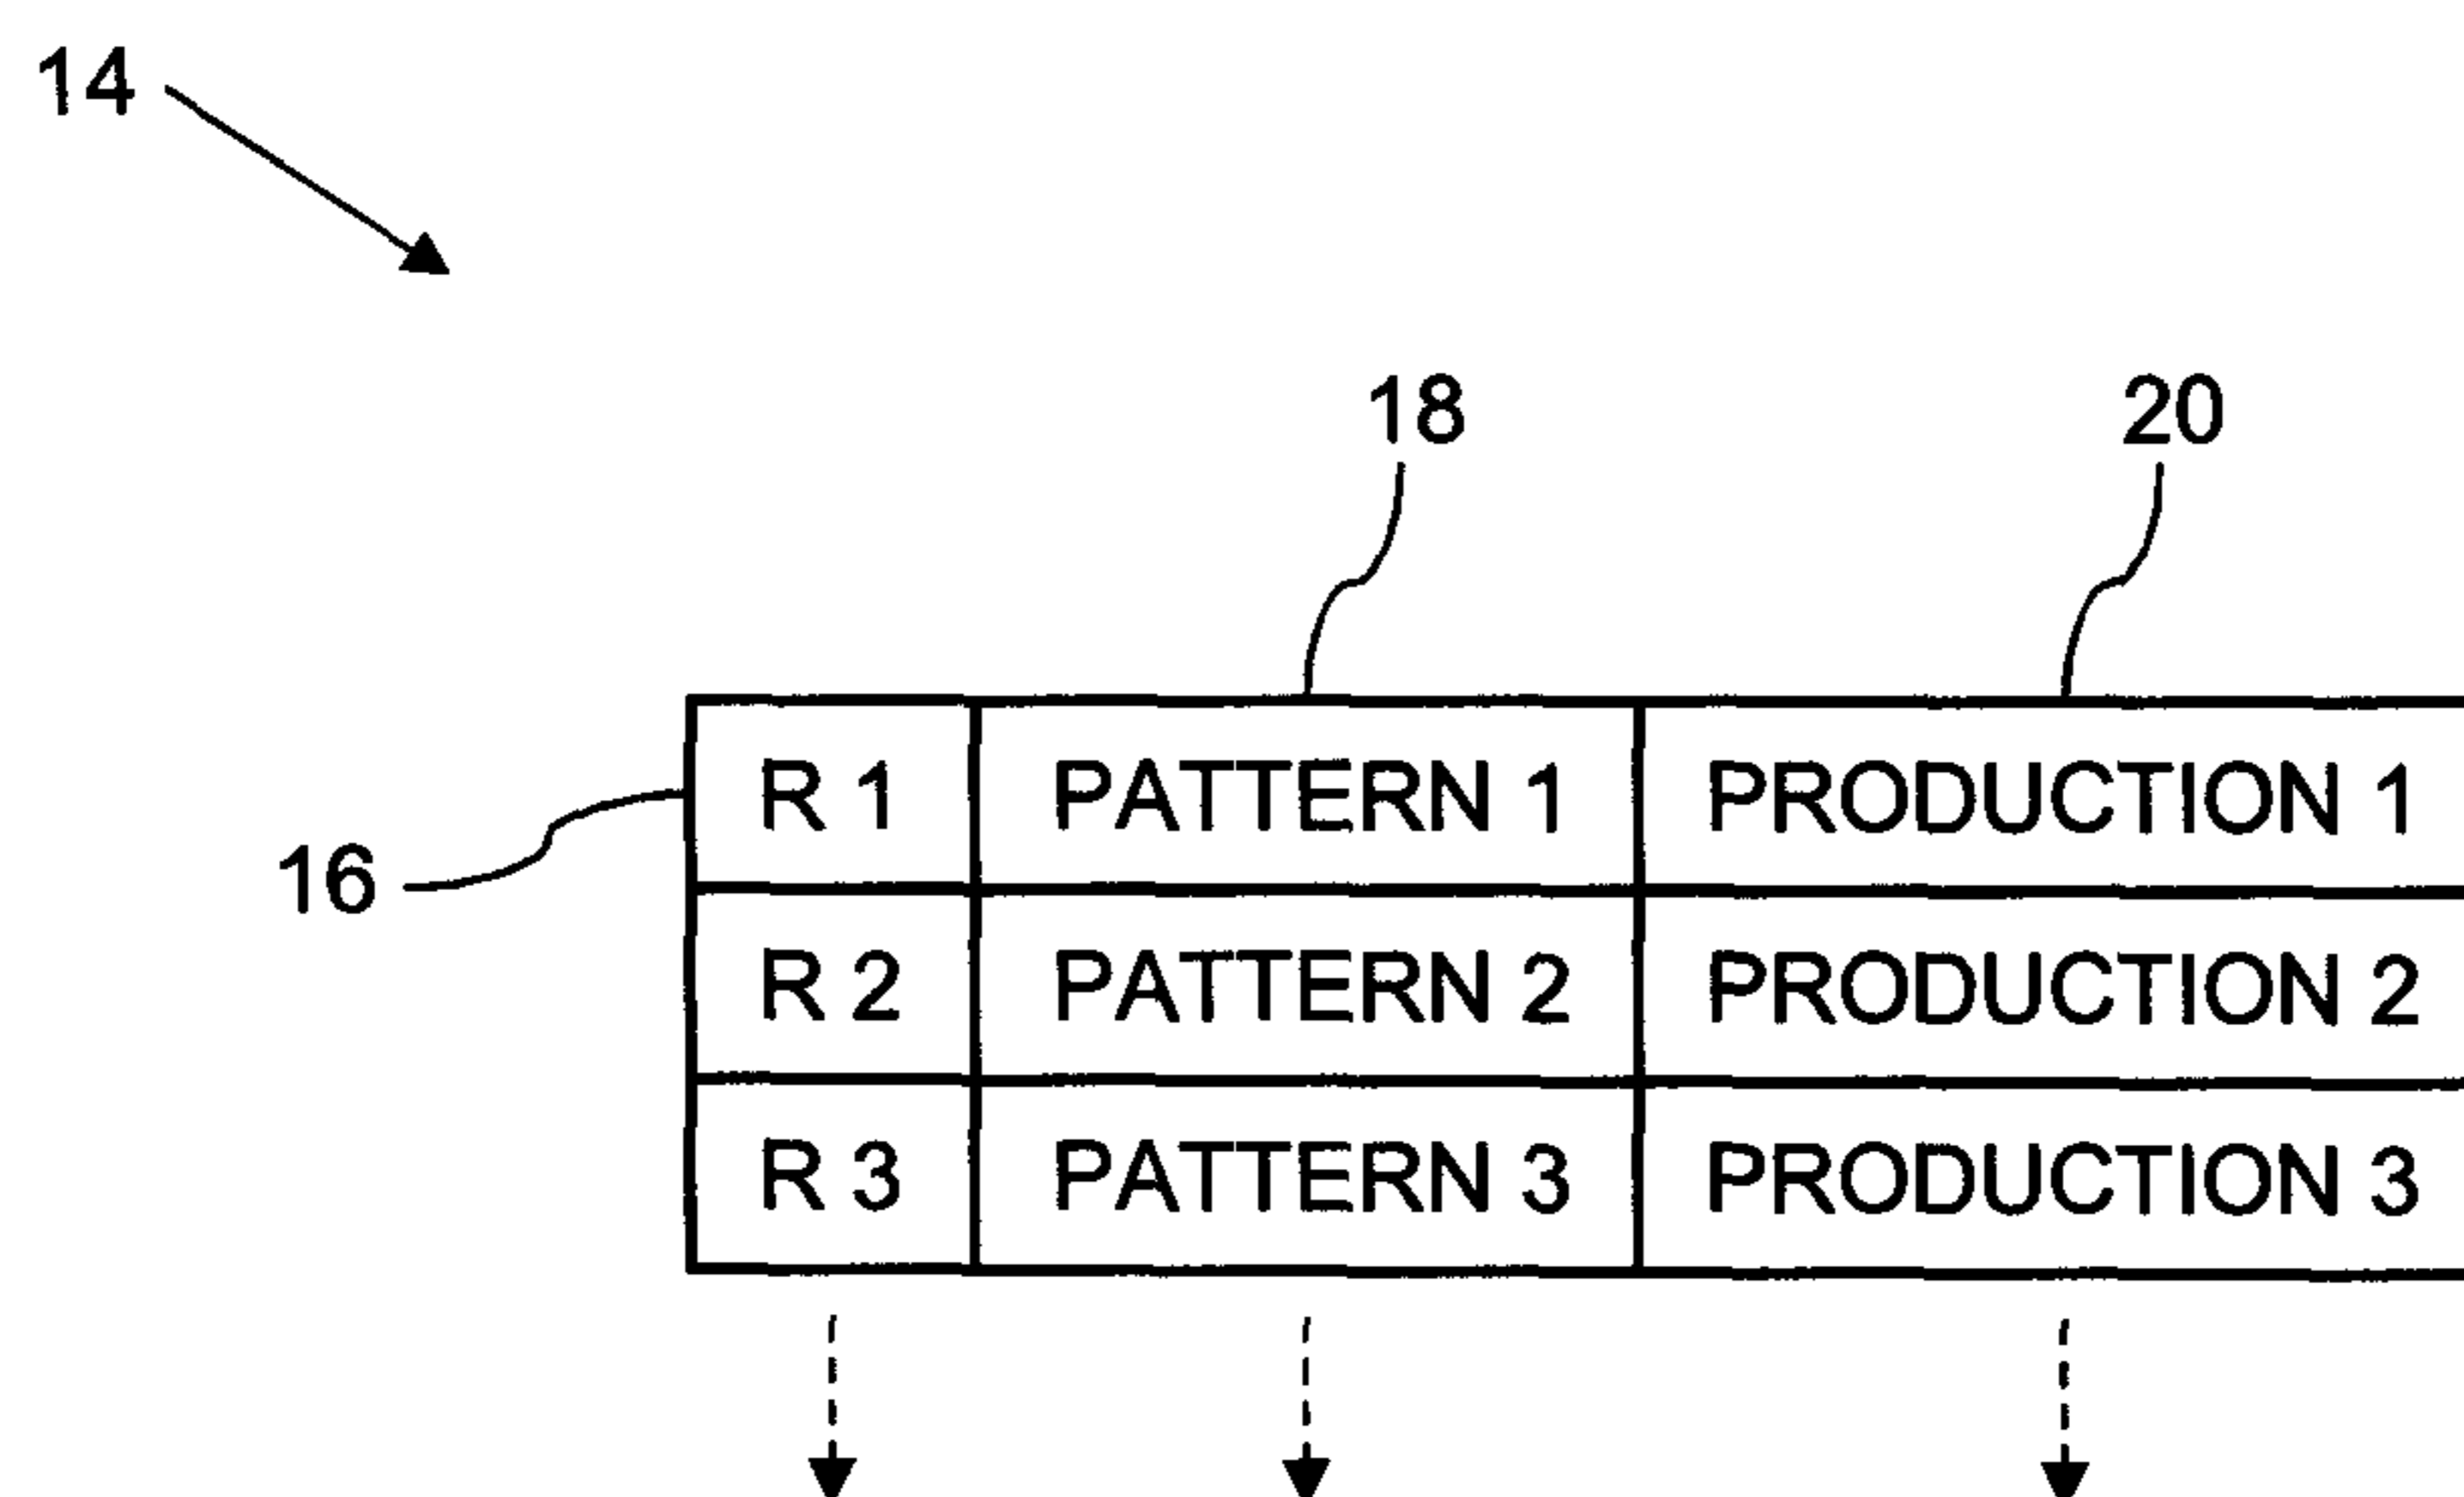 14
18 20
R 1 PATTERN 1 PRODUCTION 1
16
R 2 PATTERN 2 PRODUCTION 2
R 3 PATTERN 3 PRODUCTION 3